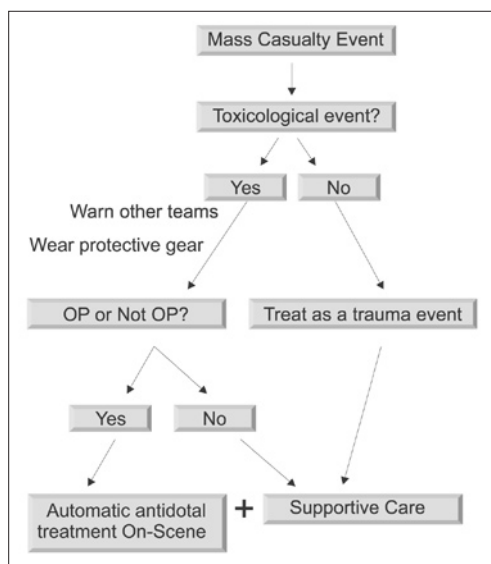 Mass Casualty Event
Toxicological event?
Yes
No
Warn other teams
Wear protective gear
OP or Not OP?
Treat as a trauma event
Yes
No
Automatic antidotal
treatment On-Scene
+
Supportive Care